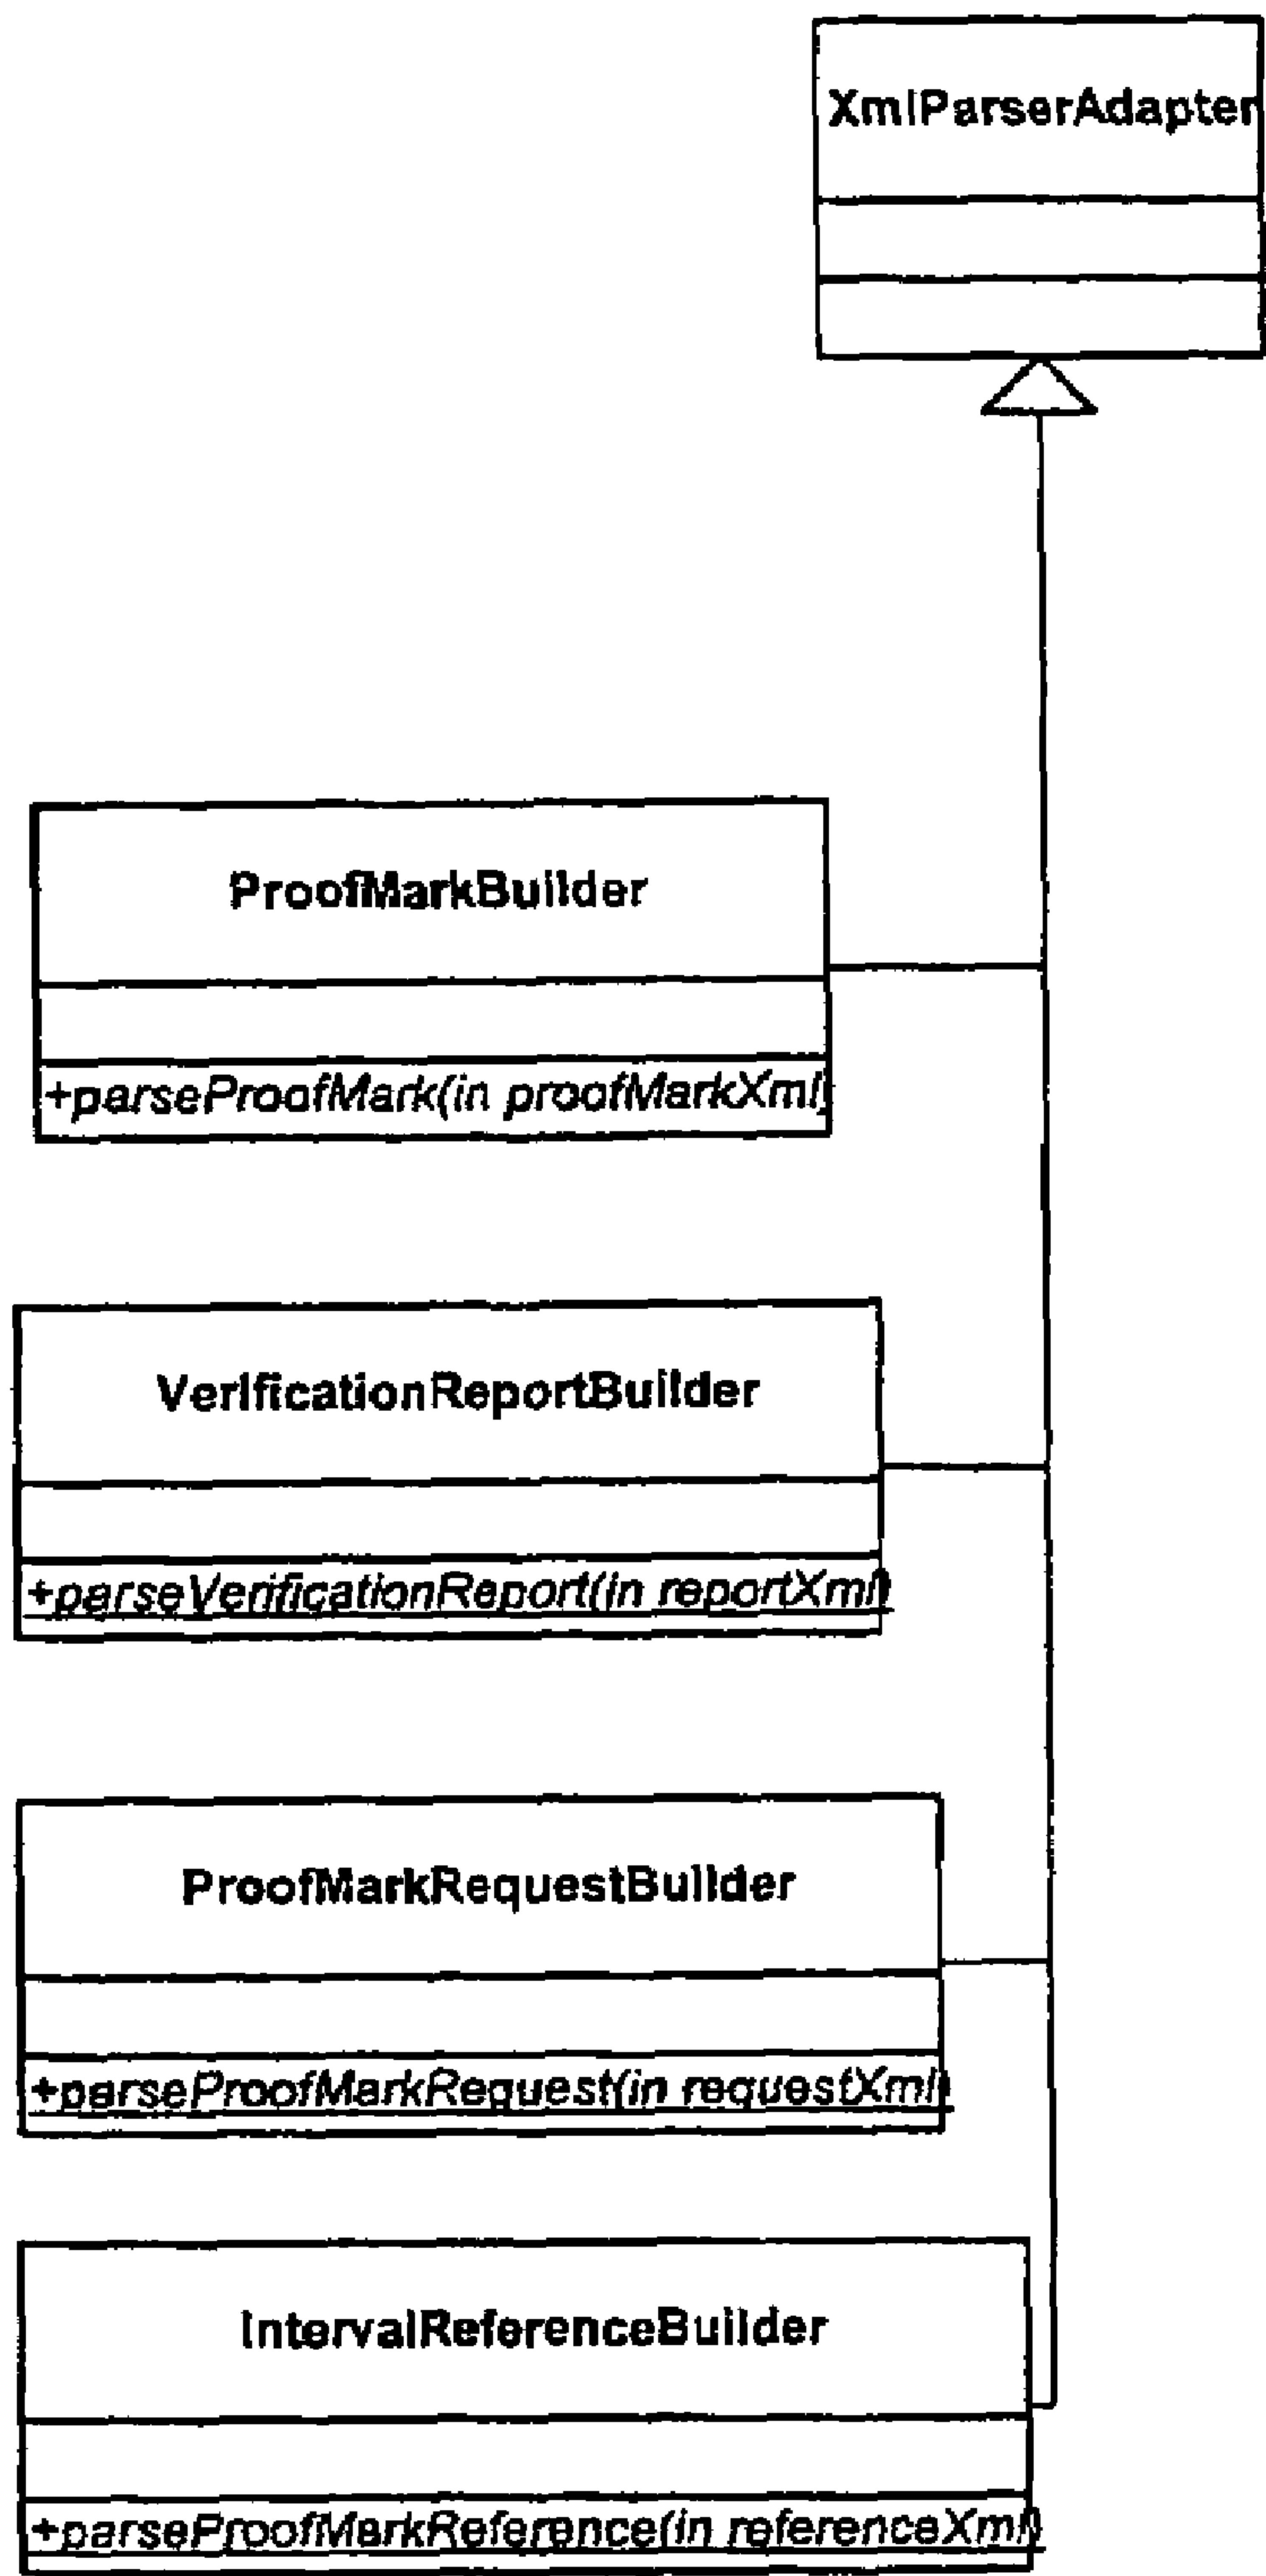 XmlParserAdapter
ProofMarkBuilder
+parseProofMark(in proofMarkXml)
VerificationReportBuilder
+parseVerificationReport(in reportXml)
ProofMarkRequestBuilder
+parseProofMarkRequest(in requestXml)
IntervalReferenceBuilder
+parseProofMarkReference(in referenceXml)